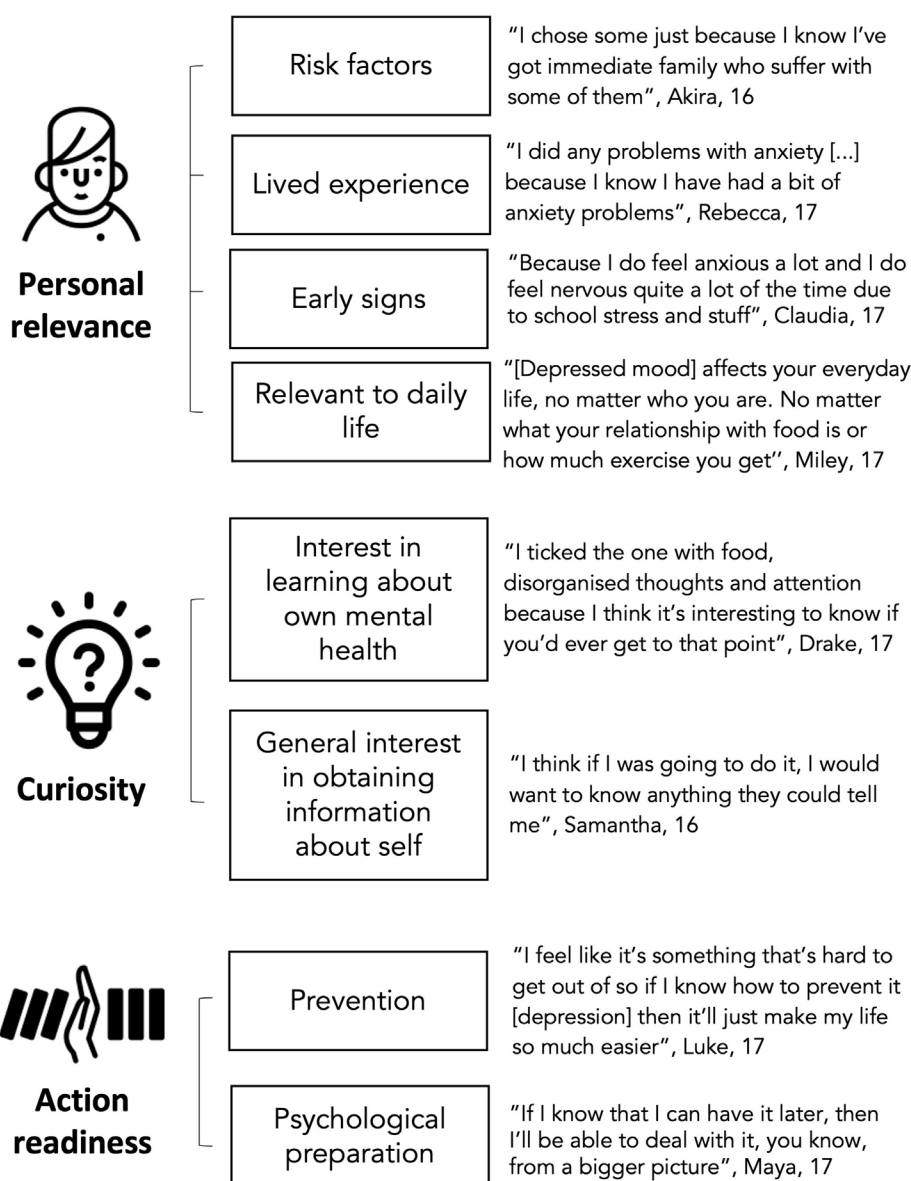 Personal
relevance
Risk factors
“I chose some just because I know I’ve
got immediate family who suffer with
some of them”, Akira, 16
Lived experience
“I did any problems with anxiety [...]
because I know I have had a bit of
anxiety problems”, Rebecca, 17
Early signs
“Because I do feel anxious a lot and I do
feel nervous quite a lot of the time due
to school stress and stuff”, Claudia, 17
Relevant to daily
life
“[Depressed mood] affects your everyday
life, no matter who you are. No matter
what your relationship with food is or
how much exercise you get’’, Miley, 17
?
Curiosity
Interest in
learning about
own mental
health
“I ticked the one with food,
disorganised thoughts and attention
because I think it’s interesting to know if
you’d ever get to that point”, Drake, 17
General interest
in obtaining
information
about self
“I think if I was going to do it, I would
want to know anything they could tell
me”, Samantha, 16
Action
readiness
Prevention
“I feel like it’s something that’s hard to
get out of so if I know how to prevent it
[depression] then it’ll just make my life
so much easier”, Luke, 17
Psychological
preparation
”If I know that I can have it later, then
I’ll be able to deal with it, you know,
from a bigger picture”, Maya, 17